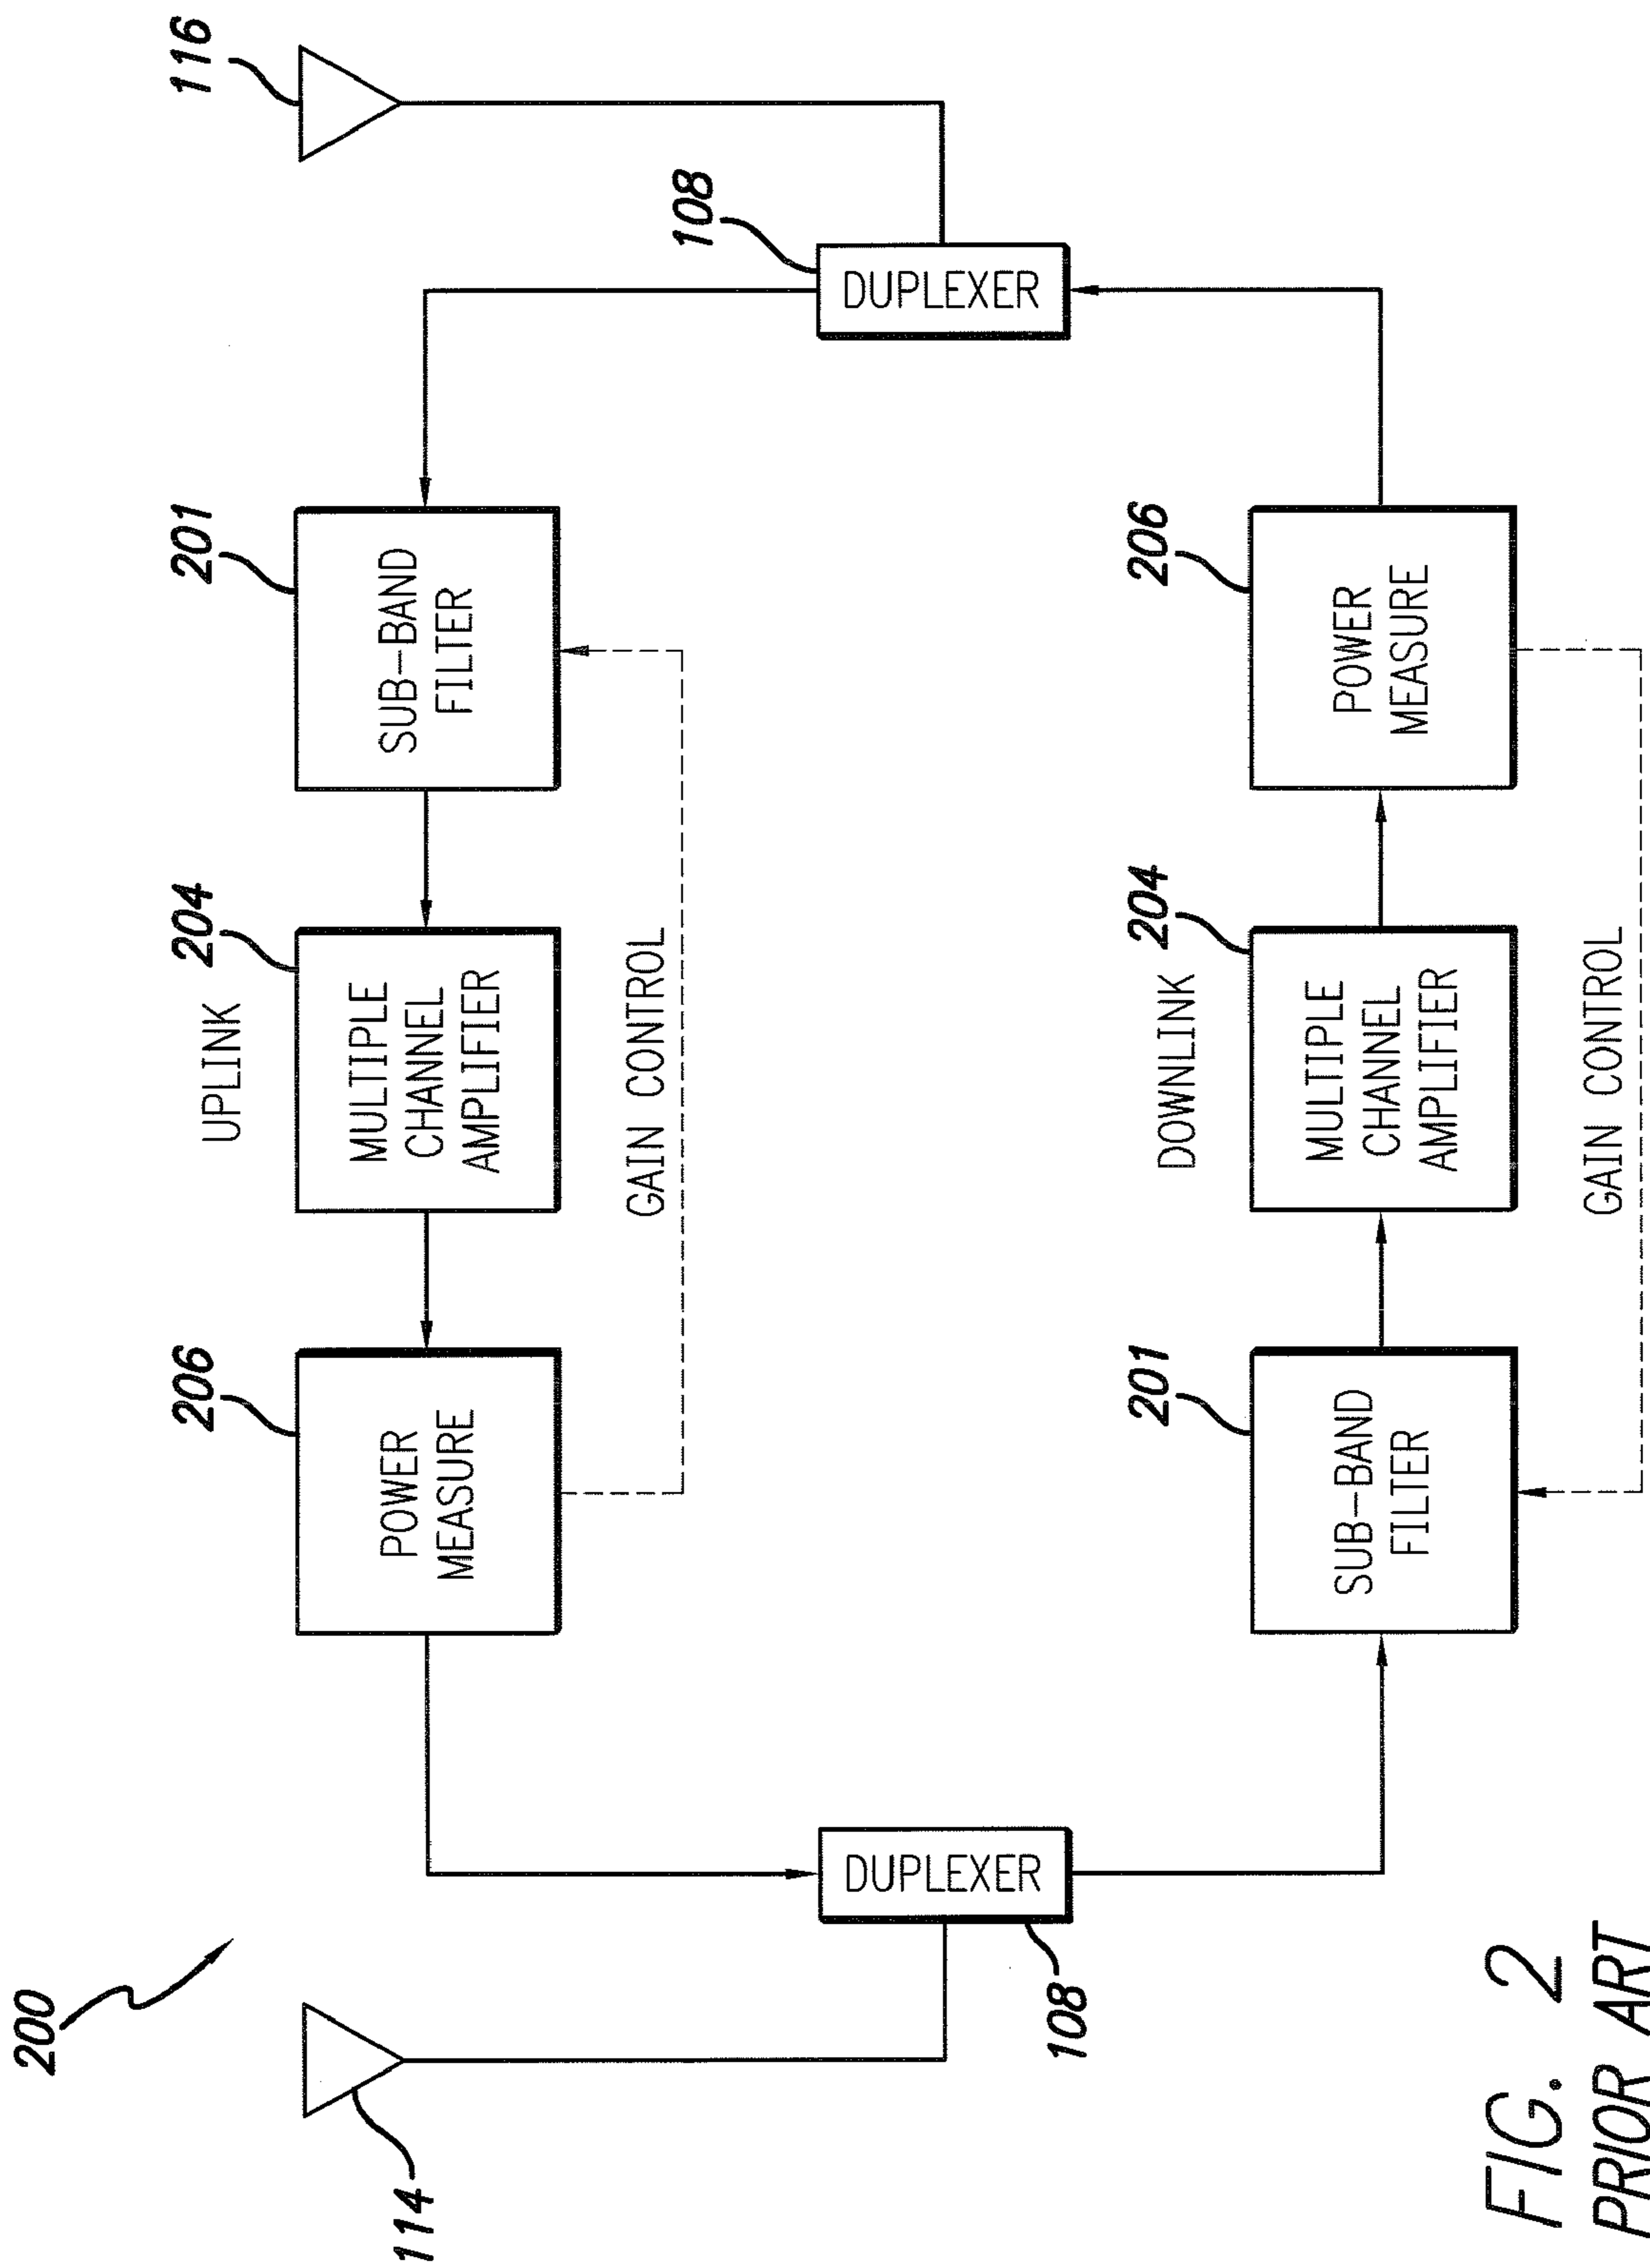 200
114
116
UPLINK
206
204
201
POWER
MEASURE
MULTIPLE
CHANNEL
AMPLIFIER
SUB-BAND
FILTER
GAIN CONTROL
108
DUPLEXER
108
DUPLEXER
DOWNLINK
201
204
206
SUB-BAND
FILTER
MULTIPLE
CHANNEL
AMPLIFIER
POWER
MEASURE
GAIN CONTROL
FIG. 2
PRIOR ART